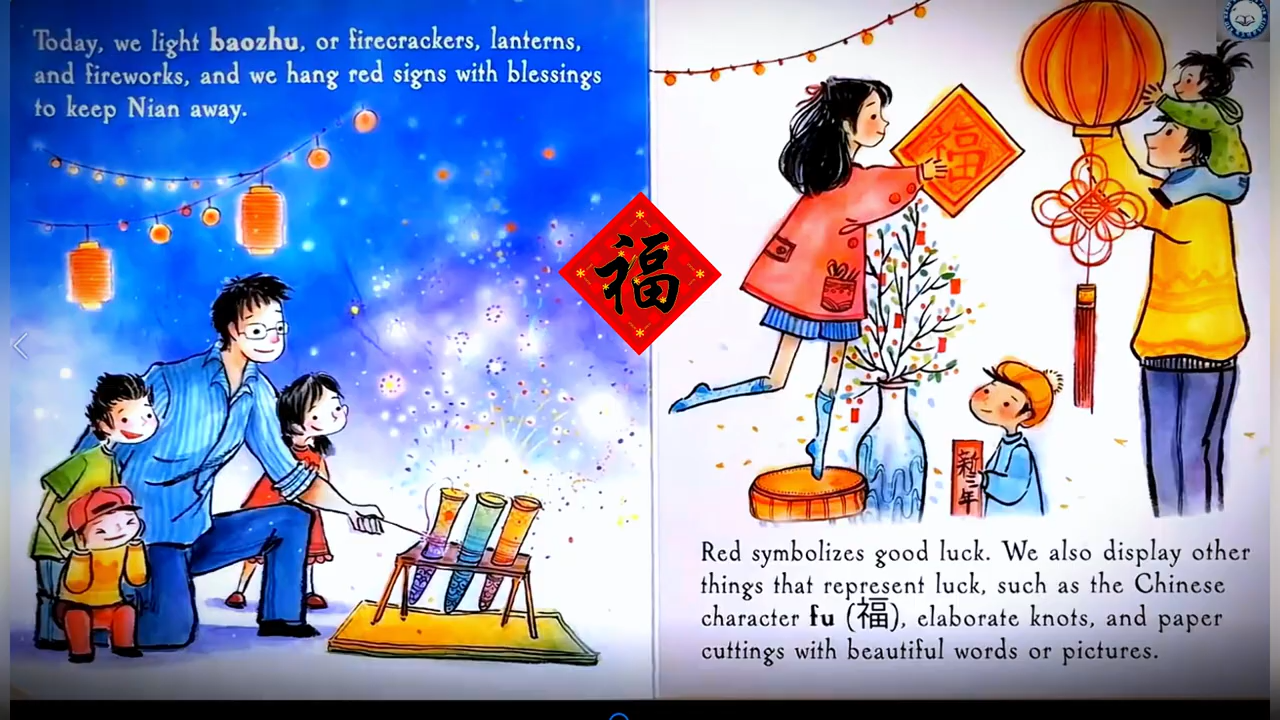 Today, we light baozhu, or firecrackers, lanterns,
and fireworks, and we hang red signs with blessings
to keep Nian away.
福
福
新
年
Red symbolizes good luck. We also display other
things that represent luck, such as the Chinese
character fu (福), elaborate knots, and paper
cuttings with beautiful words or pictures.